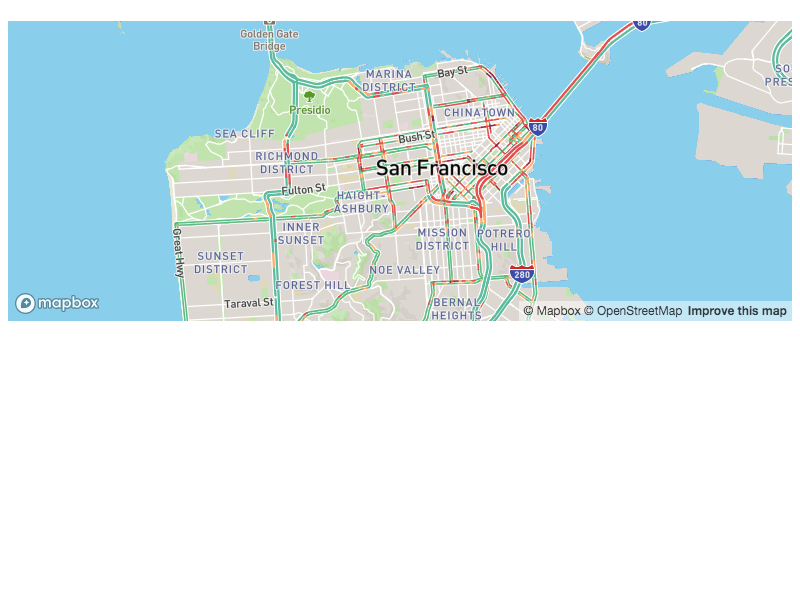 80
Golden Gate
Bridge
SO
PRES
MARINA
DISTRICT
Bay St
Presidio
CHINATOWN
80
SEA CLIFF
Bush St
RICHMOND
DISTRICT
San Francisco
Fulton St
HAIGHT-
ASHBURY
INNER
SUNSET
MISSION
DISTRICT
POTRERO
HILL
Great Hwy
SUNSET
DISTRICT
NOE VALLEY
280
FOREST HILL
Taraval St
BERNAL
HEIGHTS
mapbox
© Mapbox © OpenStreetMap Improve this map